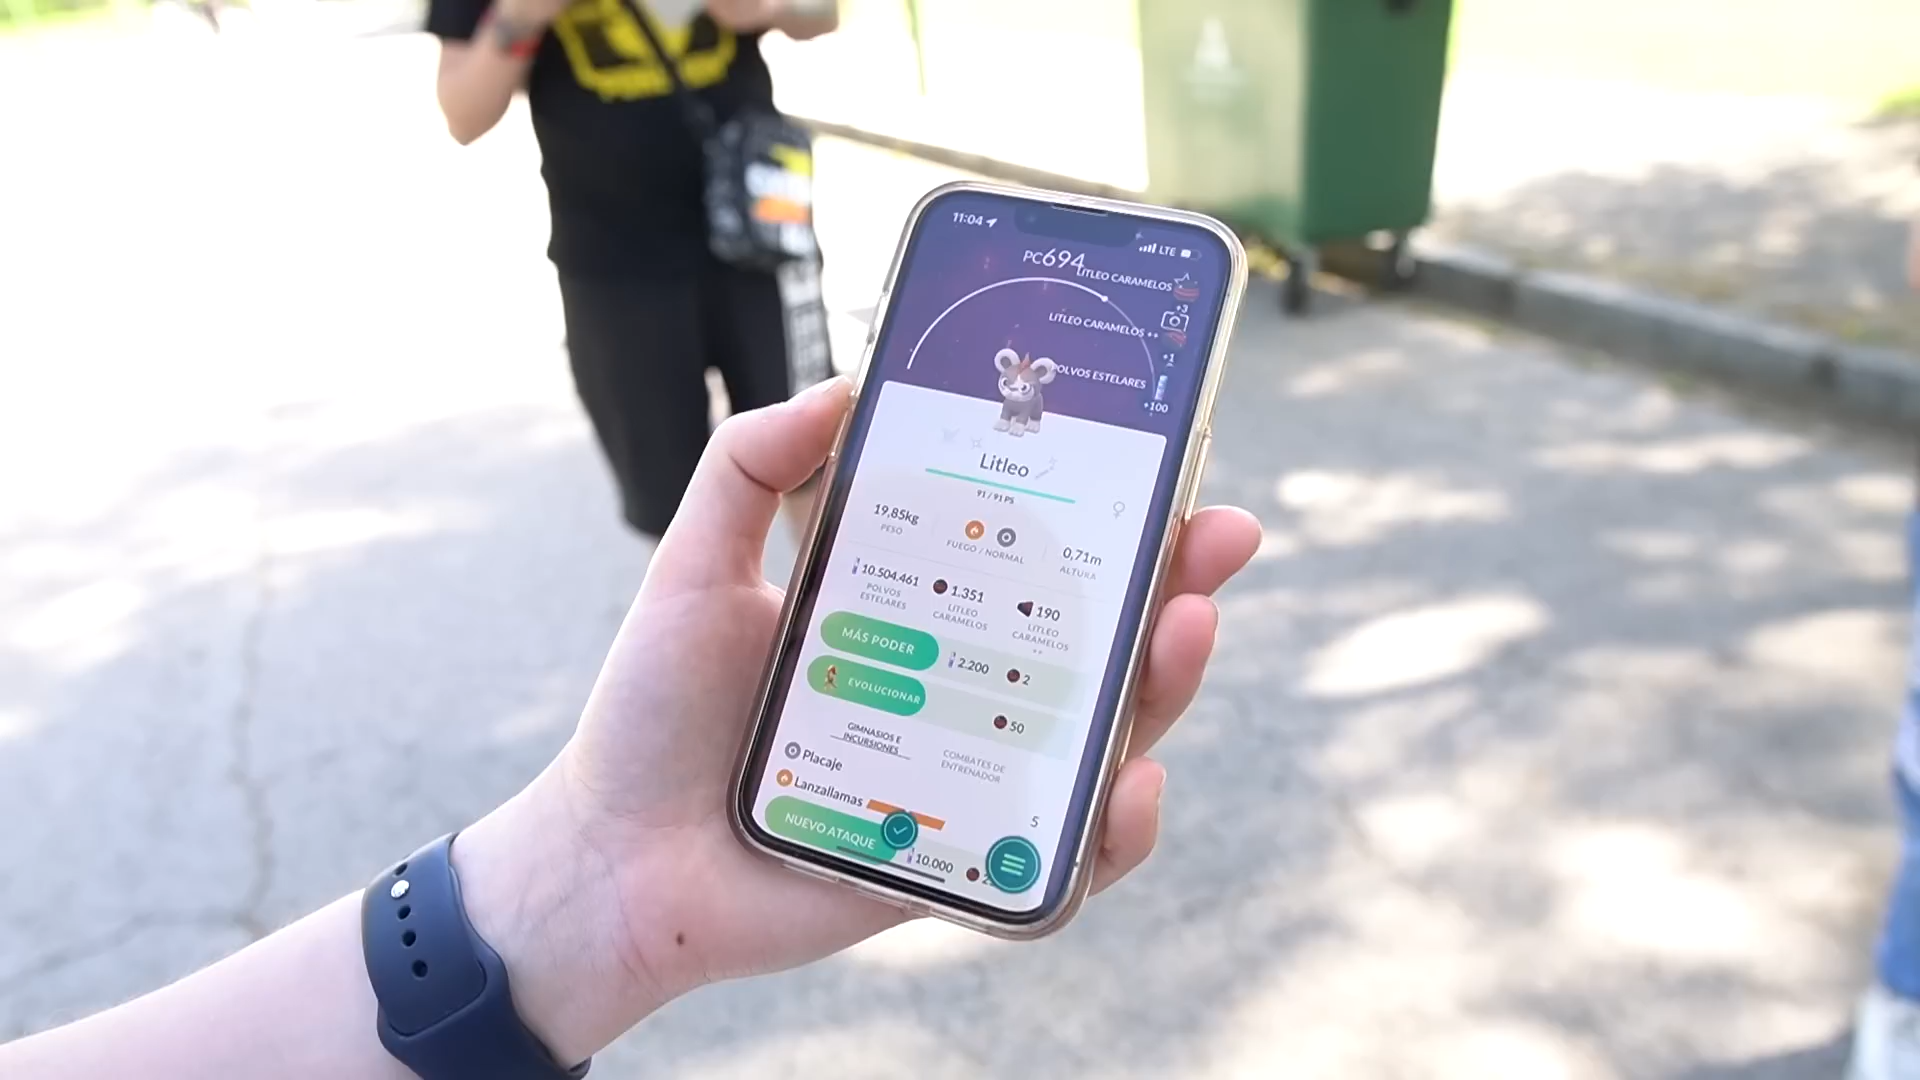 11:04
LTE
PC694
LITLEO CARAMELOS
+3
LITLEO CARAMELOS ++
+1
POLVOS ESTELARES
+100
Litleo
91 / 91 PS
19,85kg
PESO
FUEGO / NORMAL
0,71m
ALTURA
10.504.461
POLVOS
ESTELARES
1.351
LITLEO
CARAMELOS
190
LITLEO
CARAMELOS
++
MÁS PODER
2.200
2
EVOLUCIONAR
50
GIMNASIOS E
INCURSIONES
COMBATES DE
ENTRENADOR
Placaje
Lanzallamas
5
NUEVO ATAQUE
10.000